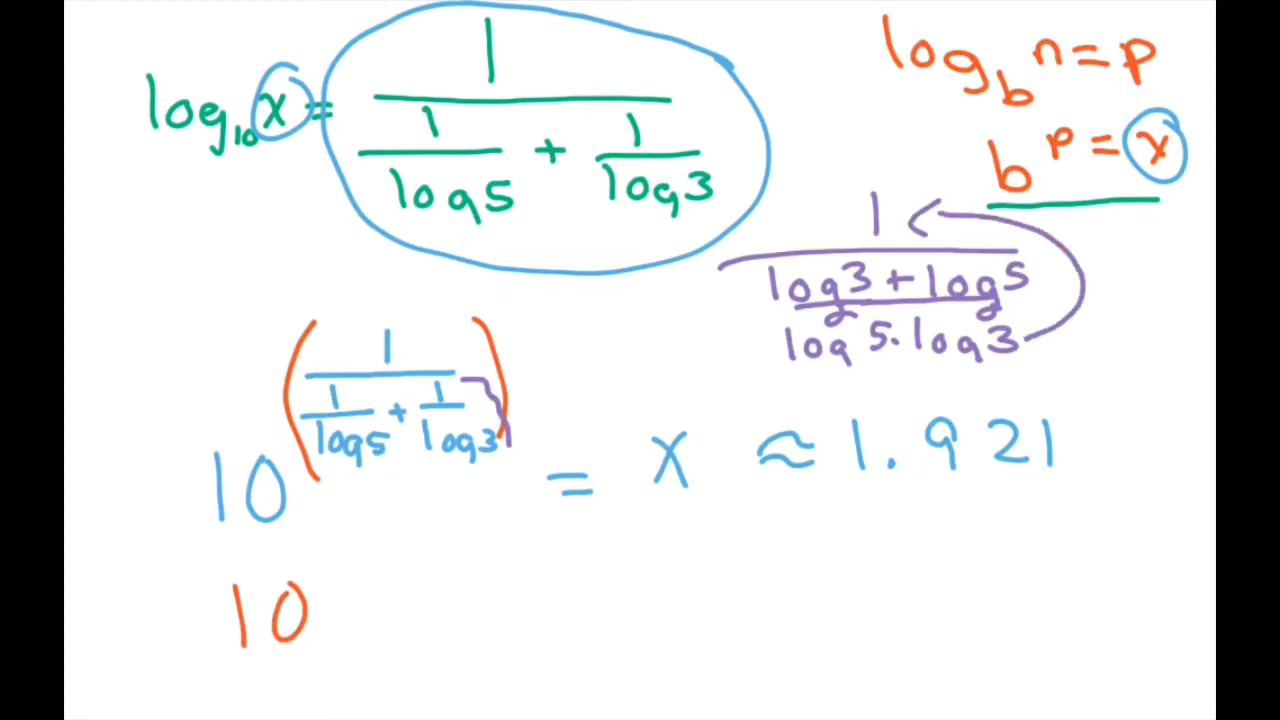 log₁₀ x = 1 / (1/log5 + 1/log3)
log_b n = p
b^p = x
1 / ((log3 + log5) / (log5 · log3))
10^(1 / (1/log5 + 1/log3)) = x ≈ 1.921
10